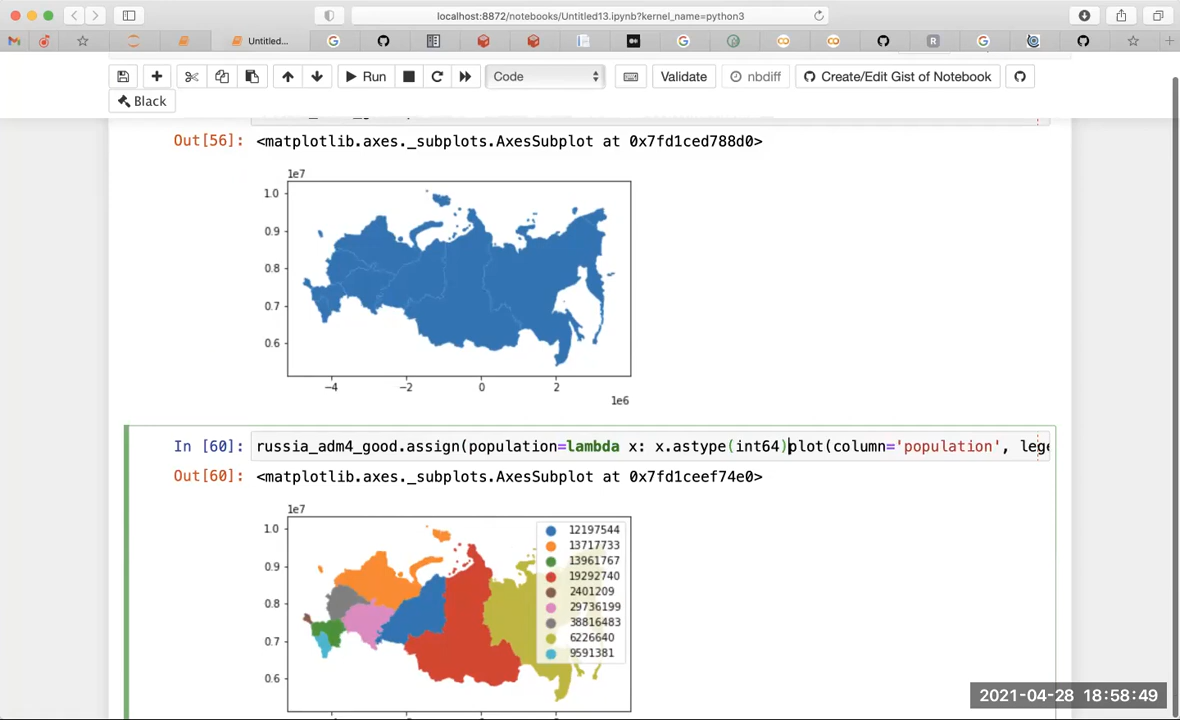 localhost:8872/notebooks/Untitled13.ipynb?kernel_name=python3
Untitled...
Run
Code
Validate
nbdiff
Create/Edit Gist of Notebook
Black
Out[56]: <matplotlib.axes._subplots.AxesSubplot at 0x7fd1ced788d0>
1e7
1.0
0.9
0.8
0.7
0.6
−4 −2 0 2
1e6
In [60]: russia_adm4_good.assign(population=lambda x: x.astype(int64)plot(column='population', lege
Out[60]: <matplotlib.axes._subplots.AxesSubplot at 0x7fd1ceef74e0>
1e7
1.0
0.9
0.8
0.7
0.6
12197544
13717733
13961767
19292740
2401209
29736199
38816483
6226640
9591381
2021-04-28 18:58:49